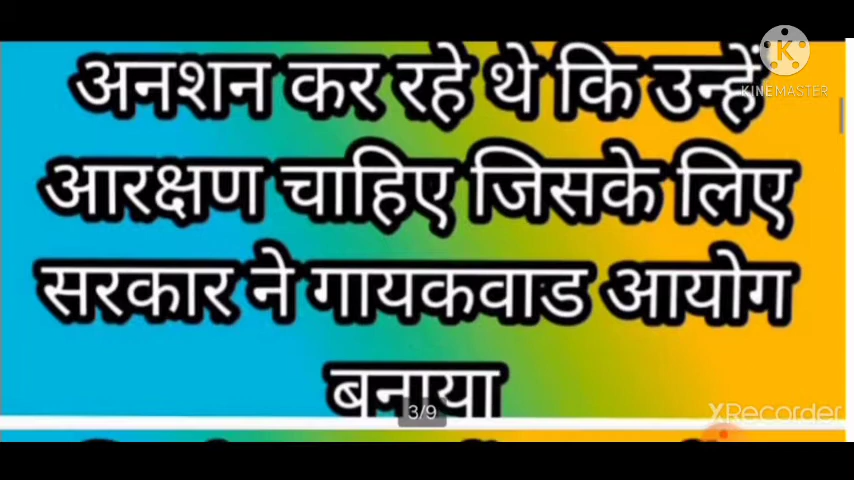 अनशन कर रहे थे कि उन्हें
आरक्षण चाहिए जिसके लिए
सरकार ने गायकवाड आयोग
बनाया
3/9
KINEMASTER
XRecorder